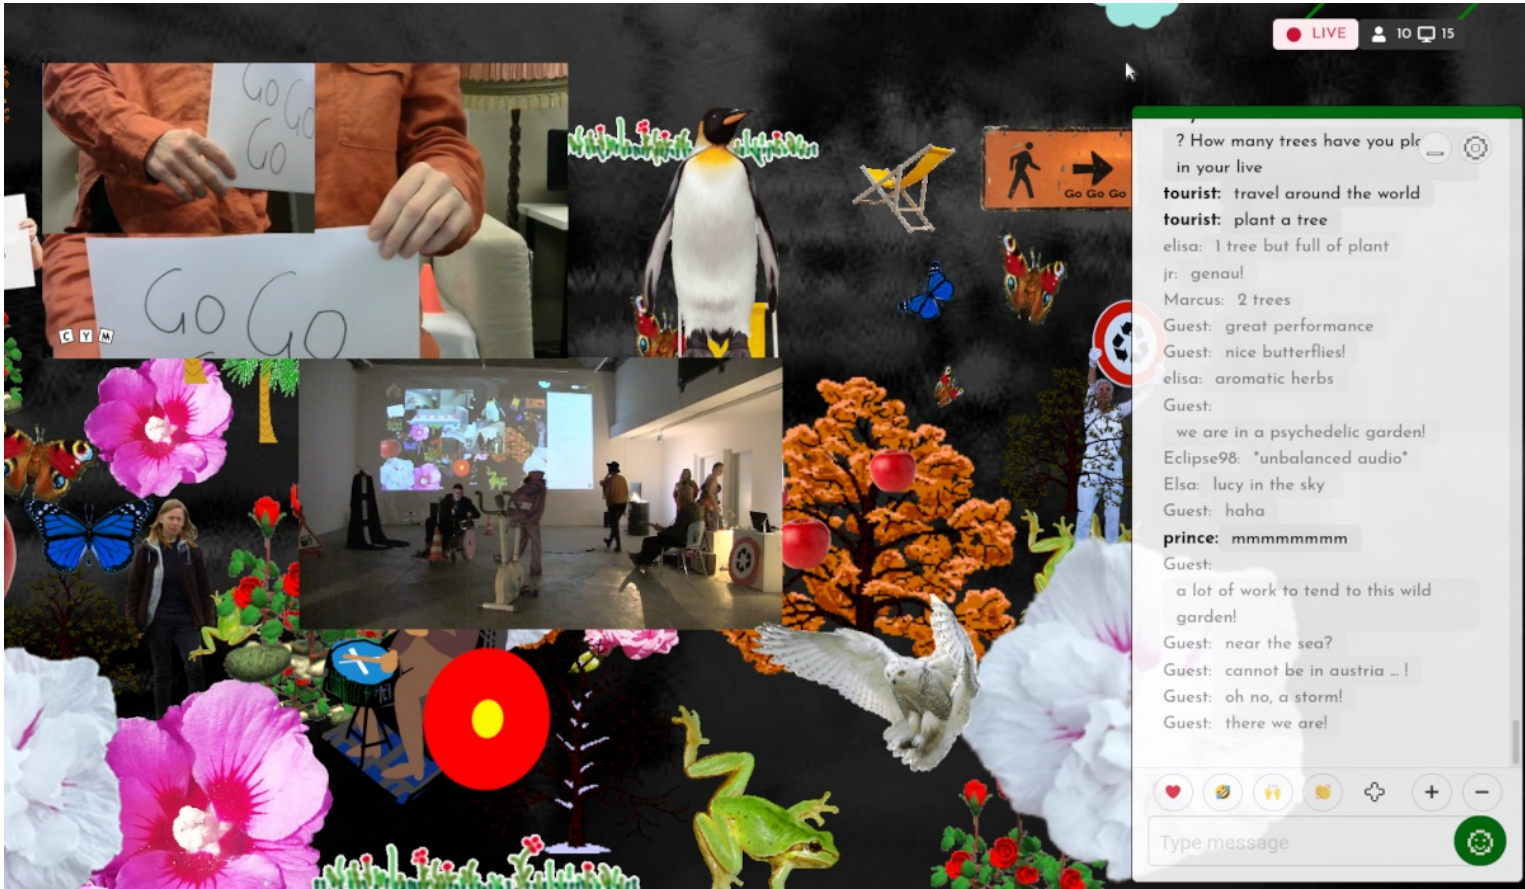 LIVE 10 15
GO
GO
GO
GO GO
C Y M
Go Go Go
? How many trees have you
in your live
tourist: travel around the world
tourist: plant a tree
elisa: 1 tree but full of plant
jr: genau!
Marcus: 2 trees
Guest: great performance
Guest: nice butterflies!
elisa: aromatic herbs
Guest:
we are in a psychedelic garden!
Eclipse98: *unbalanced audio*
Elsa: lucy in the sky
Guest: haha
prince: mmmmmmmmm
Guest:
a lot of work to tend to this wild
garden!
Guest: near the sea?
Guest: cannot be in austria ... !
Guest: oh no, a storm!
Guest: there we are!
Type message